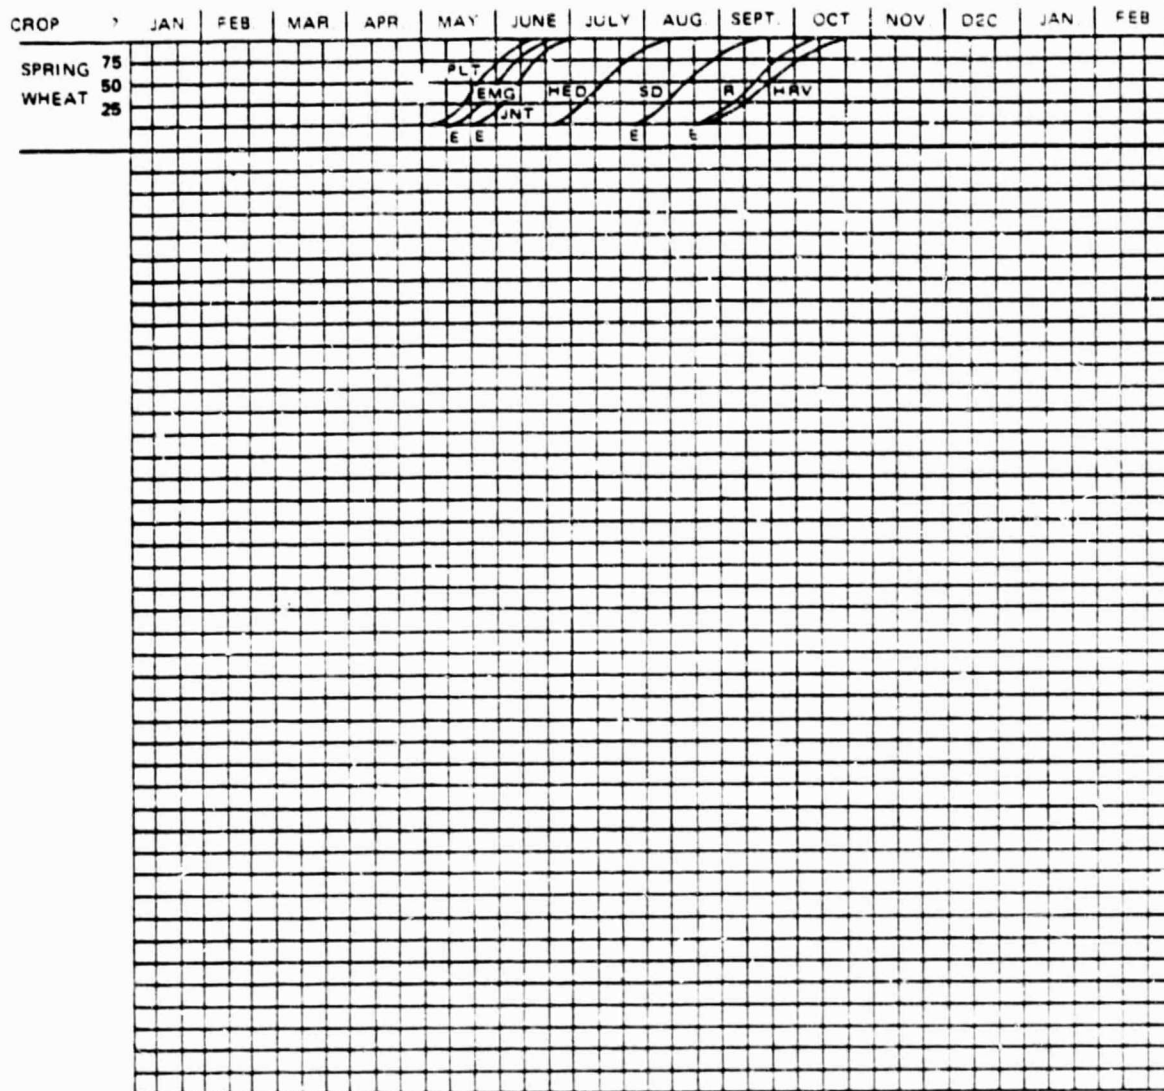 CROP ? JAN. FEB. MAR. APR. MAY JUNE JULY AUG. SEPT. OCT NOV. D2C JAN. FEB
SPRING WHEAT
75
50
25
PLT
EMG HED SD R HRV
JNT
E E E E